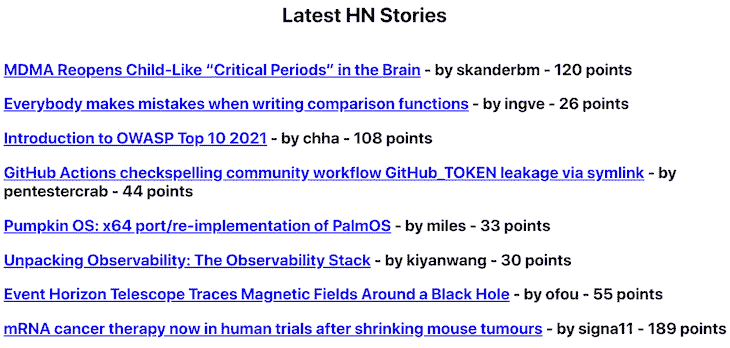 Latest HN Stories
MDMA Reopens Child-Like “Critical Periods” in the Brain - by skanderbm - 120 points
Everybody makes mistakes when writing comparison functions - by ingve - 26 points
Introduction to OWASP Top 10 2021 - by chha - 108 points
GitHub Actions checkspelling community workflow GitHub_TOKEN leakage via symlink - by
pentestercrab - 44 points
Pumpkin OS: x64 port/re-implementation of PalmOS - by miles - 33 points
Unpacking Observability: The Observability Stack - by kiyanwang - 30 points
Event Horizon Telescope Traces Magnetic Fields Around a Black Hole - by ofou - 55 points
mRNA cancer therapy now in human trials after shrinking mouse tumours - by signa11 - 189 points